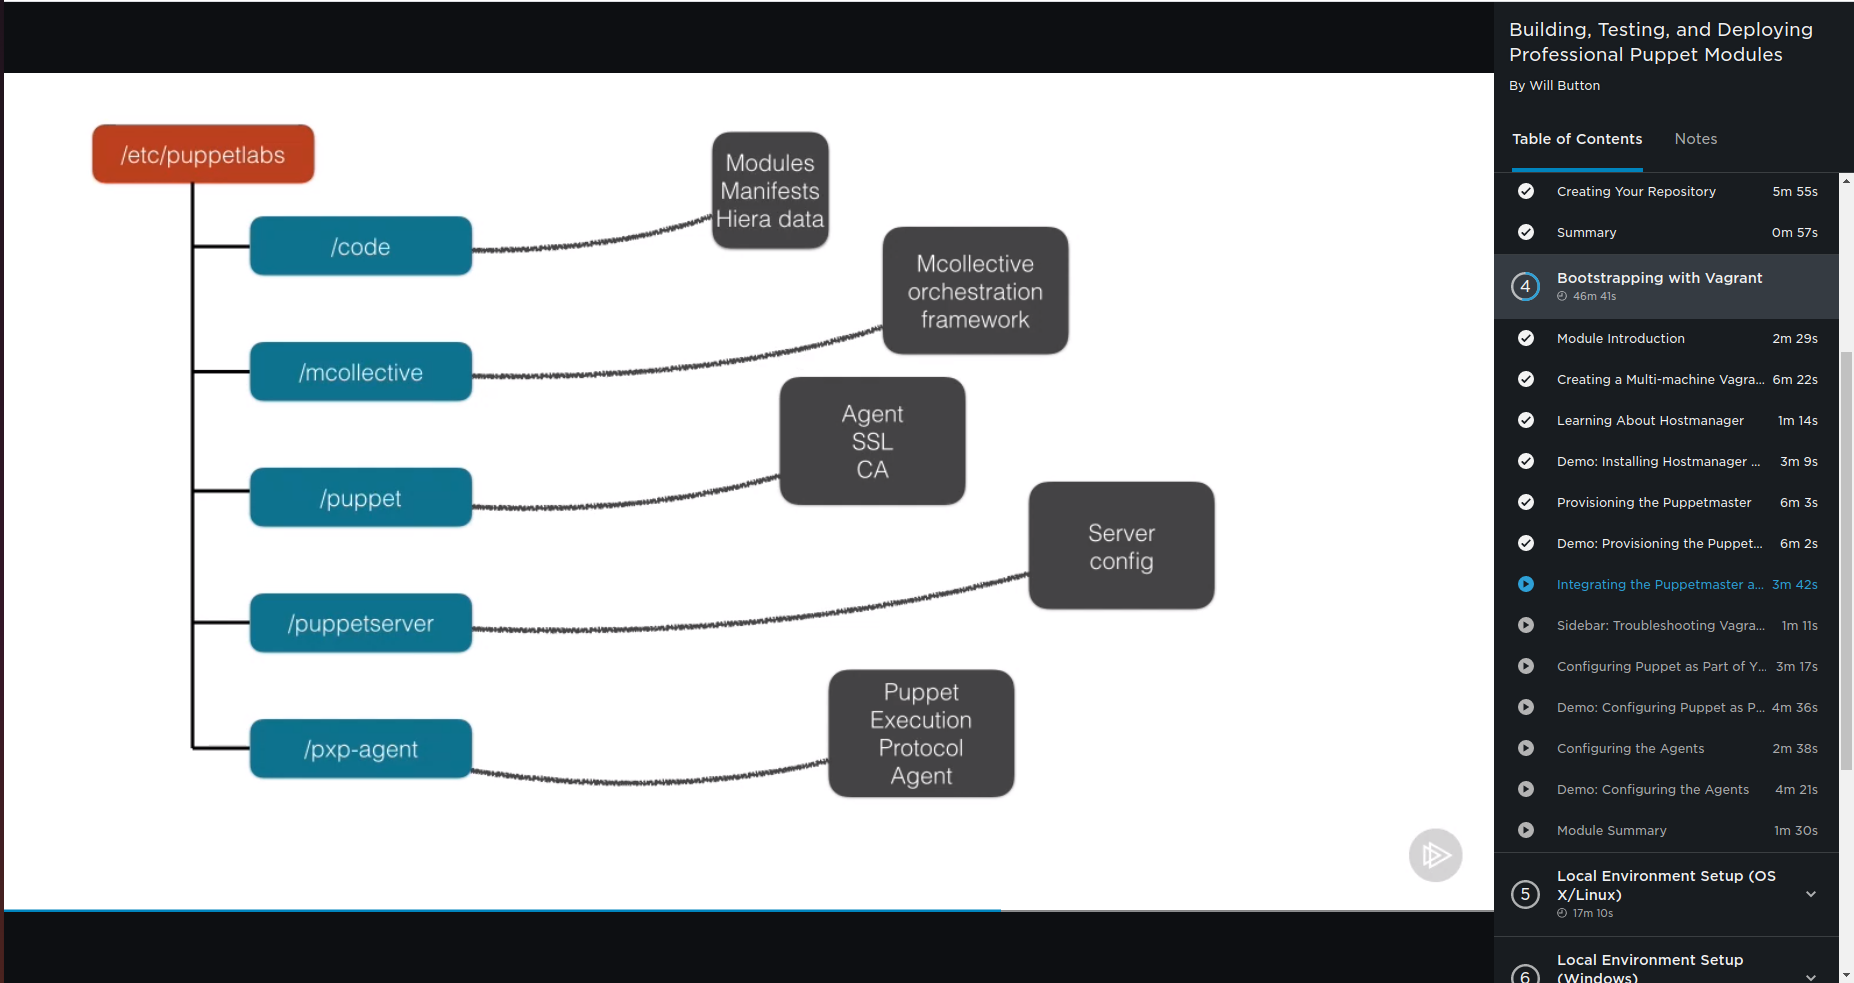 /etc/puppetlabs
/code
/mcollective
/puppet
/puppetserver
/pxp-agent
Modules
Manifests
Hiera data
Mcollective
orchestration
framework
Agent
SSL
CA
Server
config
Puppet
Execution
Protocol
Agent
Building, Testing, and Deploying
Professional Puppet Modules
By Will Button
Table of Contents Notes
Creating Your Repository 5m 55s
Summary 0m 57s
4 Bootstrapping with Vagrant
46m 41s
Module Introduction 2m 29s
Creating a Multi-machine Vagra... 6m 22s
Learning About Hostmanager 1m 14s
Demo: Installing Hostmanager ... 3m 9s
Provisioning the Puppetmaster 6m 3s
Demo: Provisioning the Puppet... 6m 2s
Integrating the Puppetmaster a... 3m 42s
Sidebar: Troubleshooting Vagra... 1m 11s
Configuring Puppet as Part of Y... 3m 17s
Demo: Configuring Puppet as P... 4m 36s
Configuring the Agents 2m 38s
Demo: Configuring the Agents 4m 21s
Module Summary 1m 30s
5 Local Environment Setup (OS
X/Linux)
17m 10s
6 Local Environment Setup
(Windows)